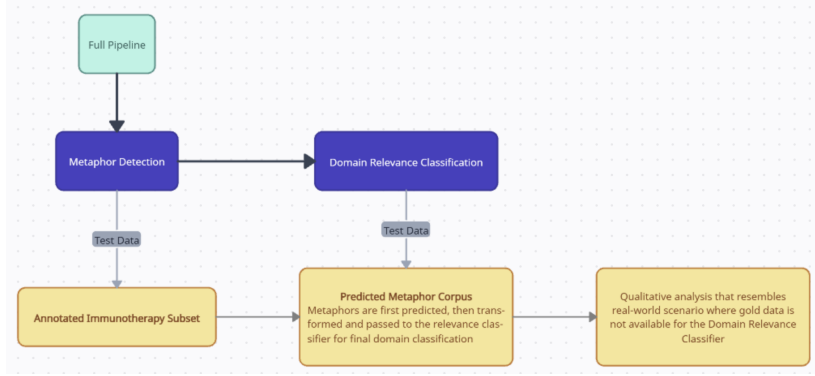 Full Pipeline
Metaphor Detection
Domain Relevance Classification
Test Data
Test Data
Annotated Immunotherapy Subset
Predicted Metaphor Corpus
Metaphors are first predicted, then trans-
formed and passed to the relevance clas-
sifier for final domain classification
Qualitative analysis that resembles
real-world scenario where gold data is
not available for the Domain Relevance
Classifier